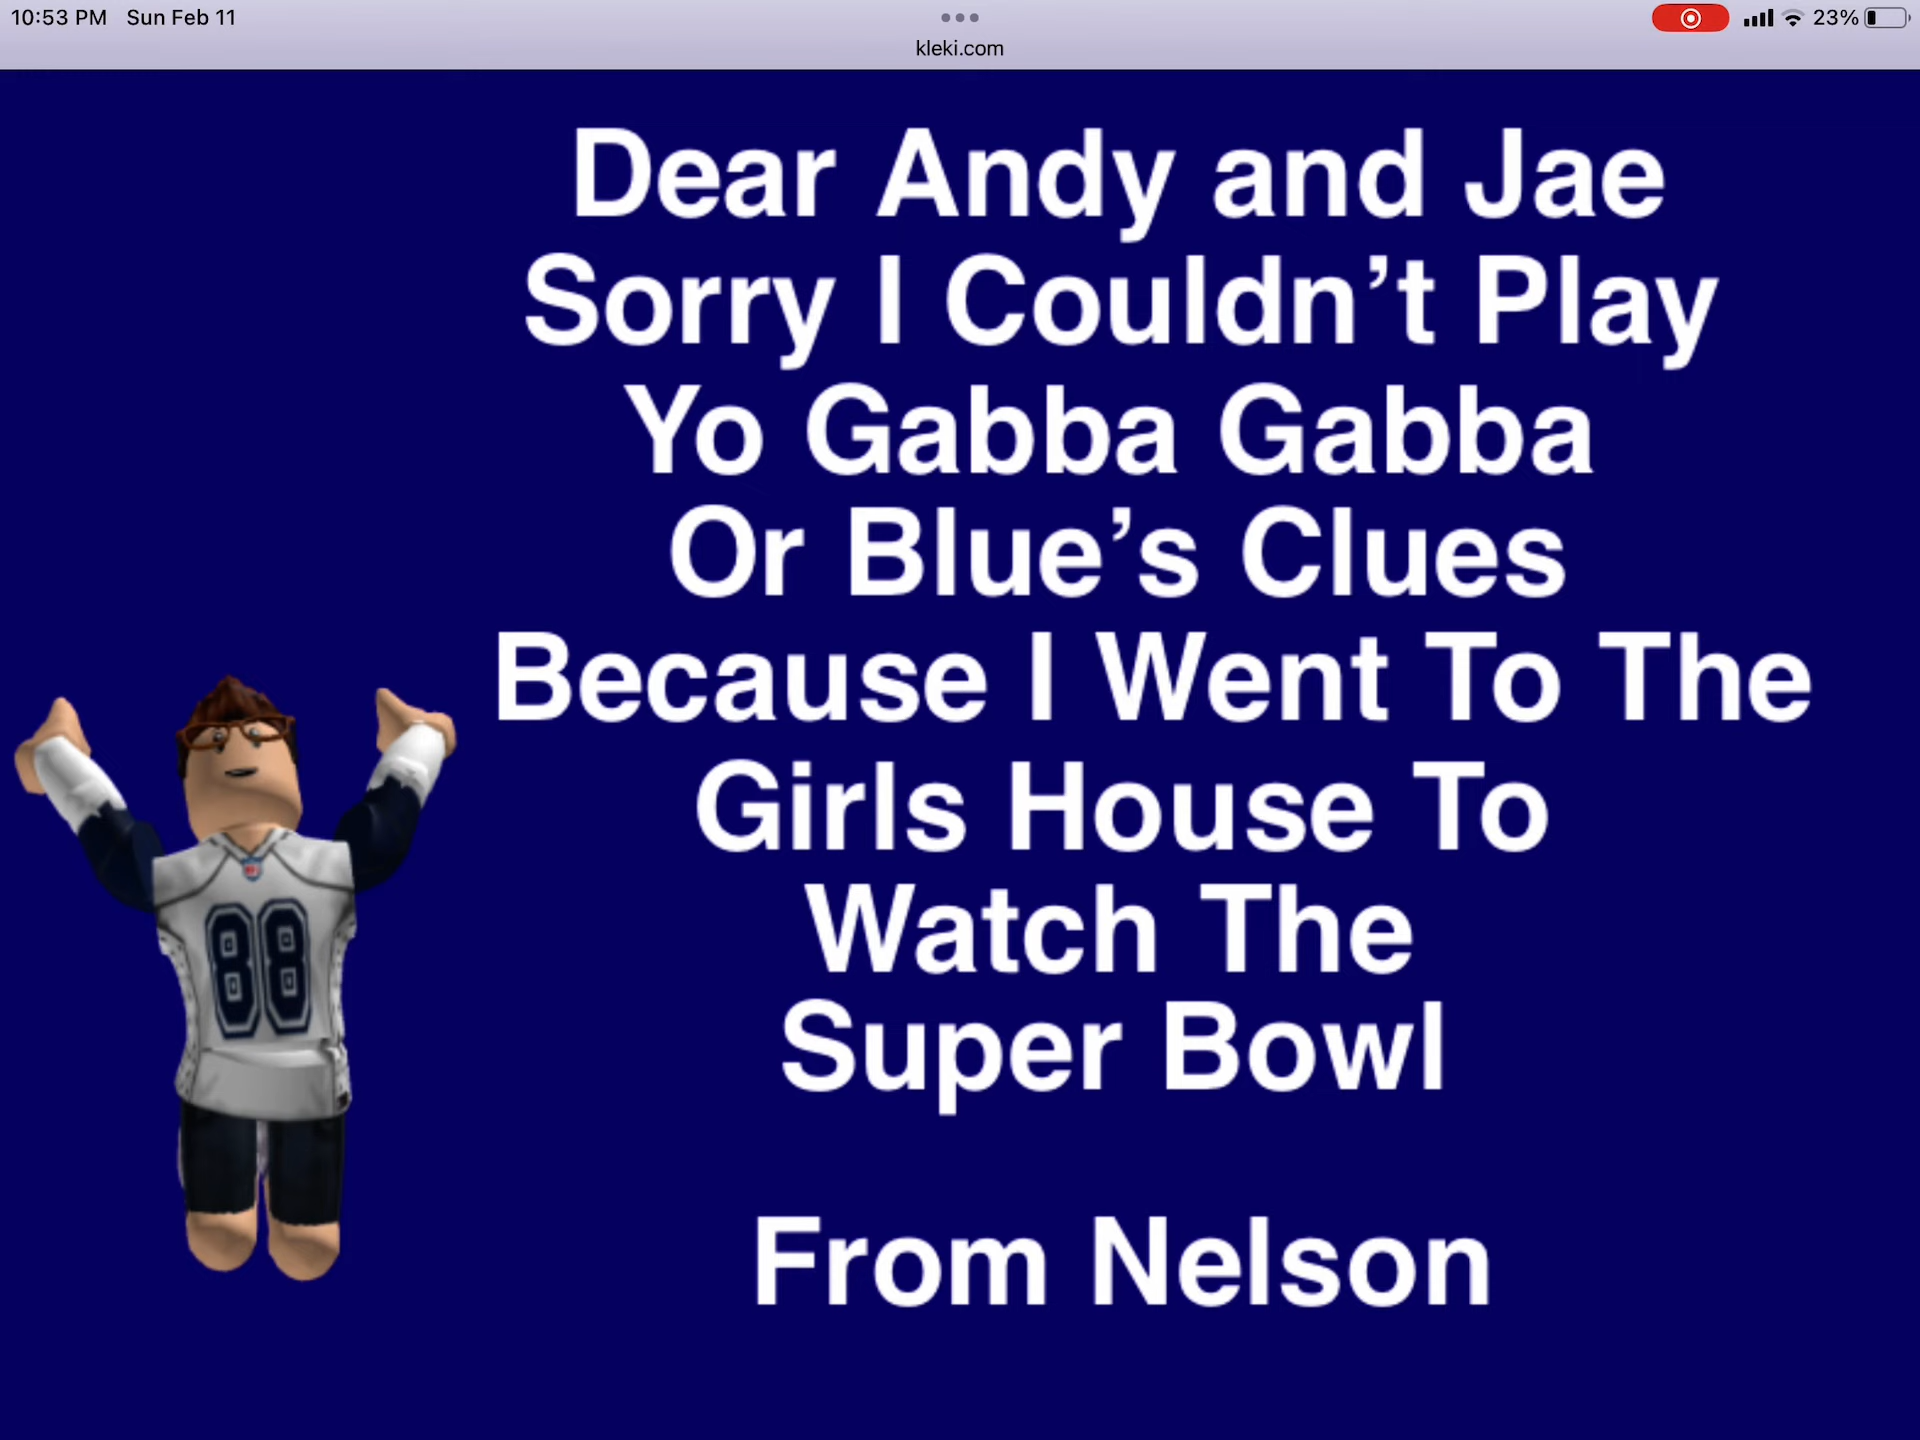 10:53 PM Sun Feb 11
kleki.com
23%
Dear Andy and Jae
Sorry I Couldn’t Play
Yo Gabba Gabba
Or Blue’s Clues
Because I Went To The
Girls House To
Watch The
Super Bowl
From Nelson
88